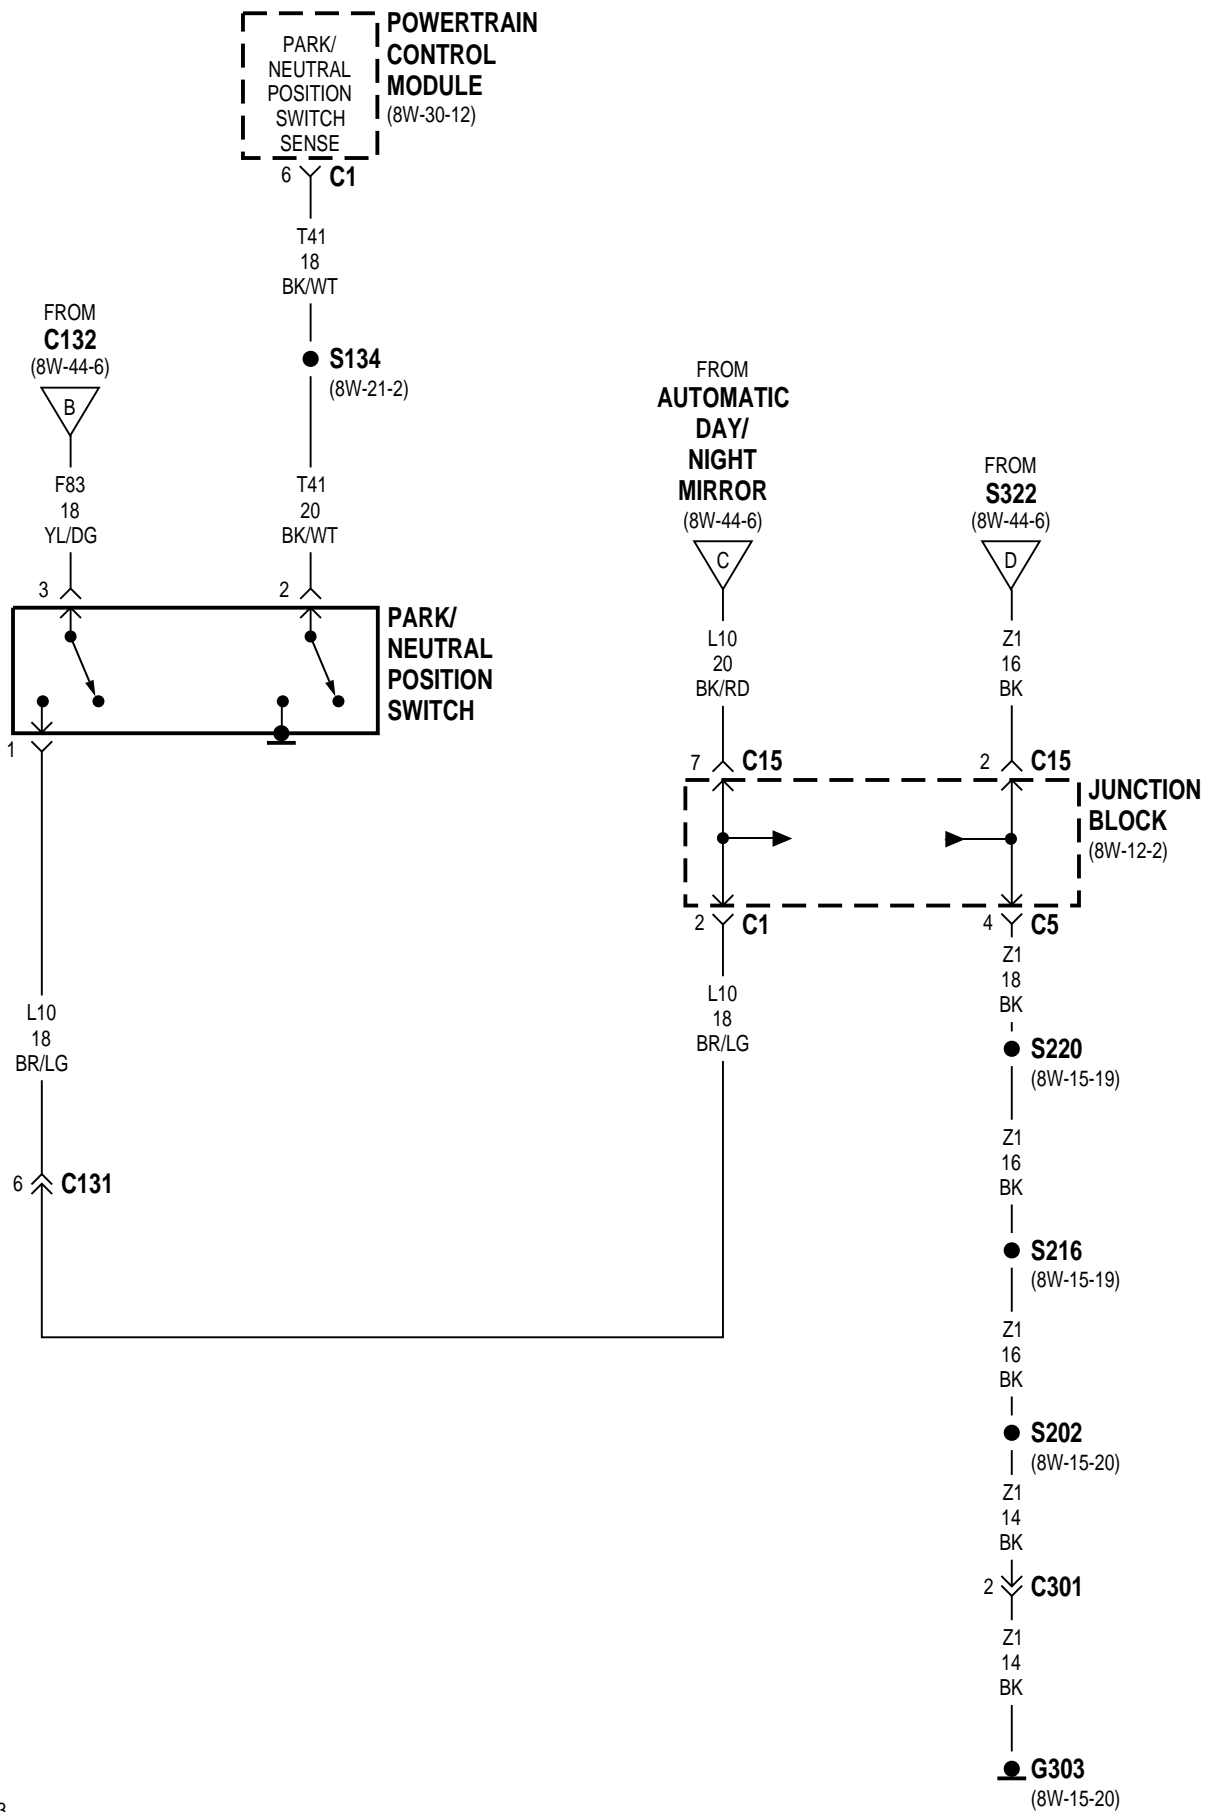 POWERTRAIN
CONTROL
MODULE
(8W-30-12)
PARK/
NEUTRAL
POSITION
SWITCH
SENSE
6
C1
T41
18
BK/WT
S134
(8W-21-2)
T41
20
BK/WT
2
FROM
C132
(8W-44-6)
B
F83
18
YL/DG
3
PARK/
NEUTRAL
POSITION
SWITCH
1
L10
18
BR/LG
6
C131
FROM
AUTOMATIC
DAY/
NIGHT
MIRROR
(8W-44-6)
C
L10
20
BK/RD
7
C15
FROM
S322
(8W-44-6)
D
Z1
16
BK
2
C15
JUNCTION
BLOCK
(8W-12-2)
2
C1
L10
18
BR/LG
4
C5
Z1
18
BK
S220
(8W-15-19)
Z1
16
BK
S216
(8W-15-19)
Z1
16
BK
S202
(8W-15-20)
Z1
14
BK
2
C301
Z1
14
BK
G303
(8W-15-20)